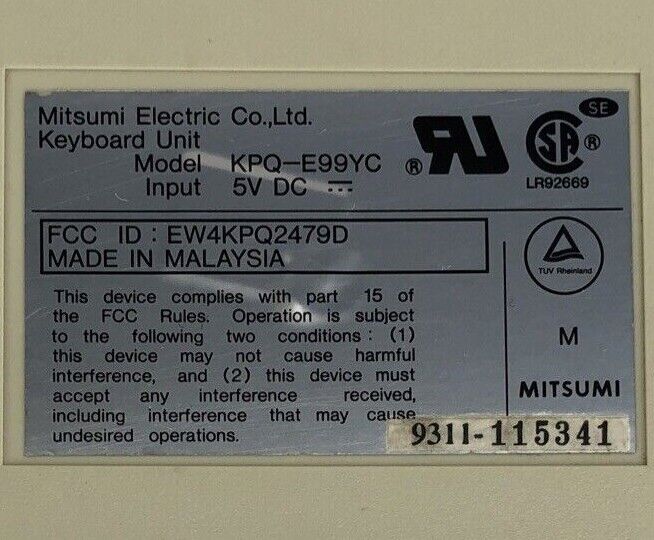 Mitsumi Electric Co.,Ltd.
Keyboard Unit
Model KPQ-E99YC
Input 5V DC
®
SE
SA ®
LR92669
FCC ID : EW4KPQ2479D
MADE IN MALAYSIA
TUV Rheinland
This device complies with part 15 of
the FCC Rules. Operation is subject
to the following two conditions : (1)
this device may not cause harmful
interference, and (2) this device must
accept any interference received,
including interference that may cause
undesired operations.
M
MITSUMI
9311-115341